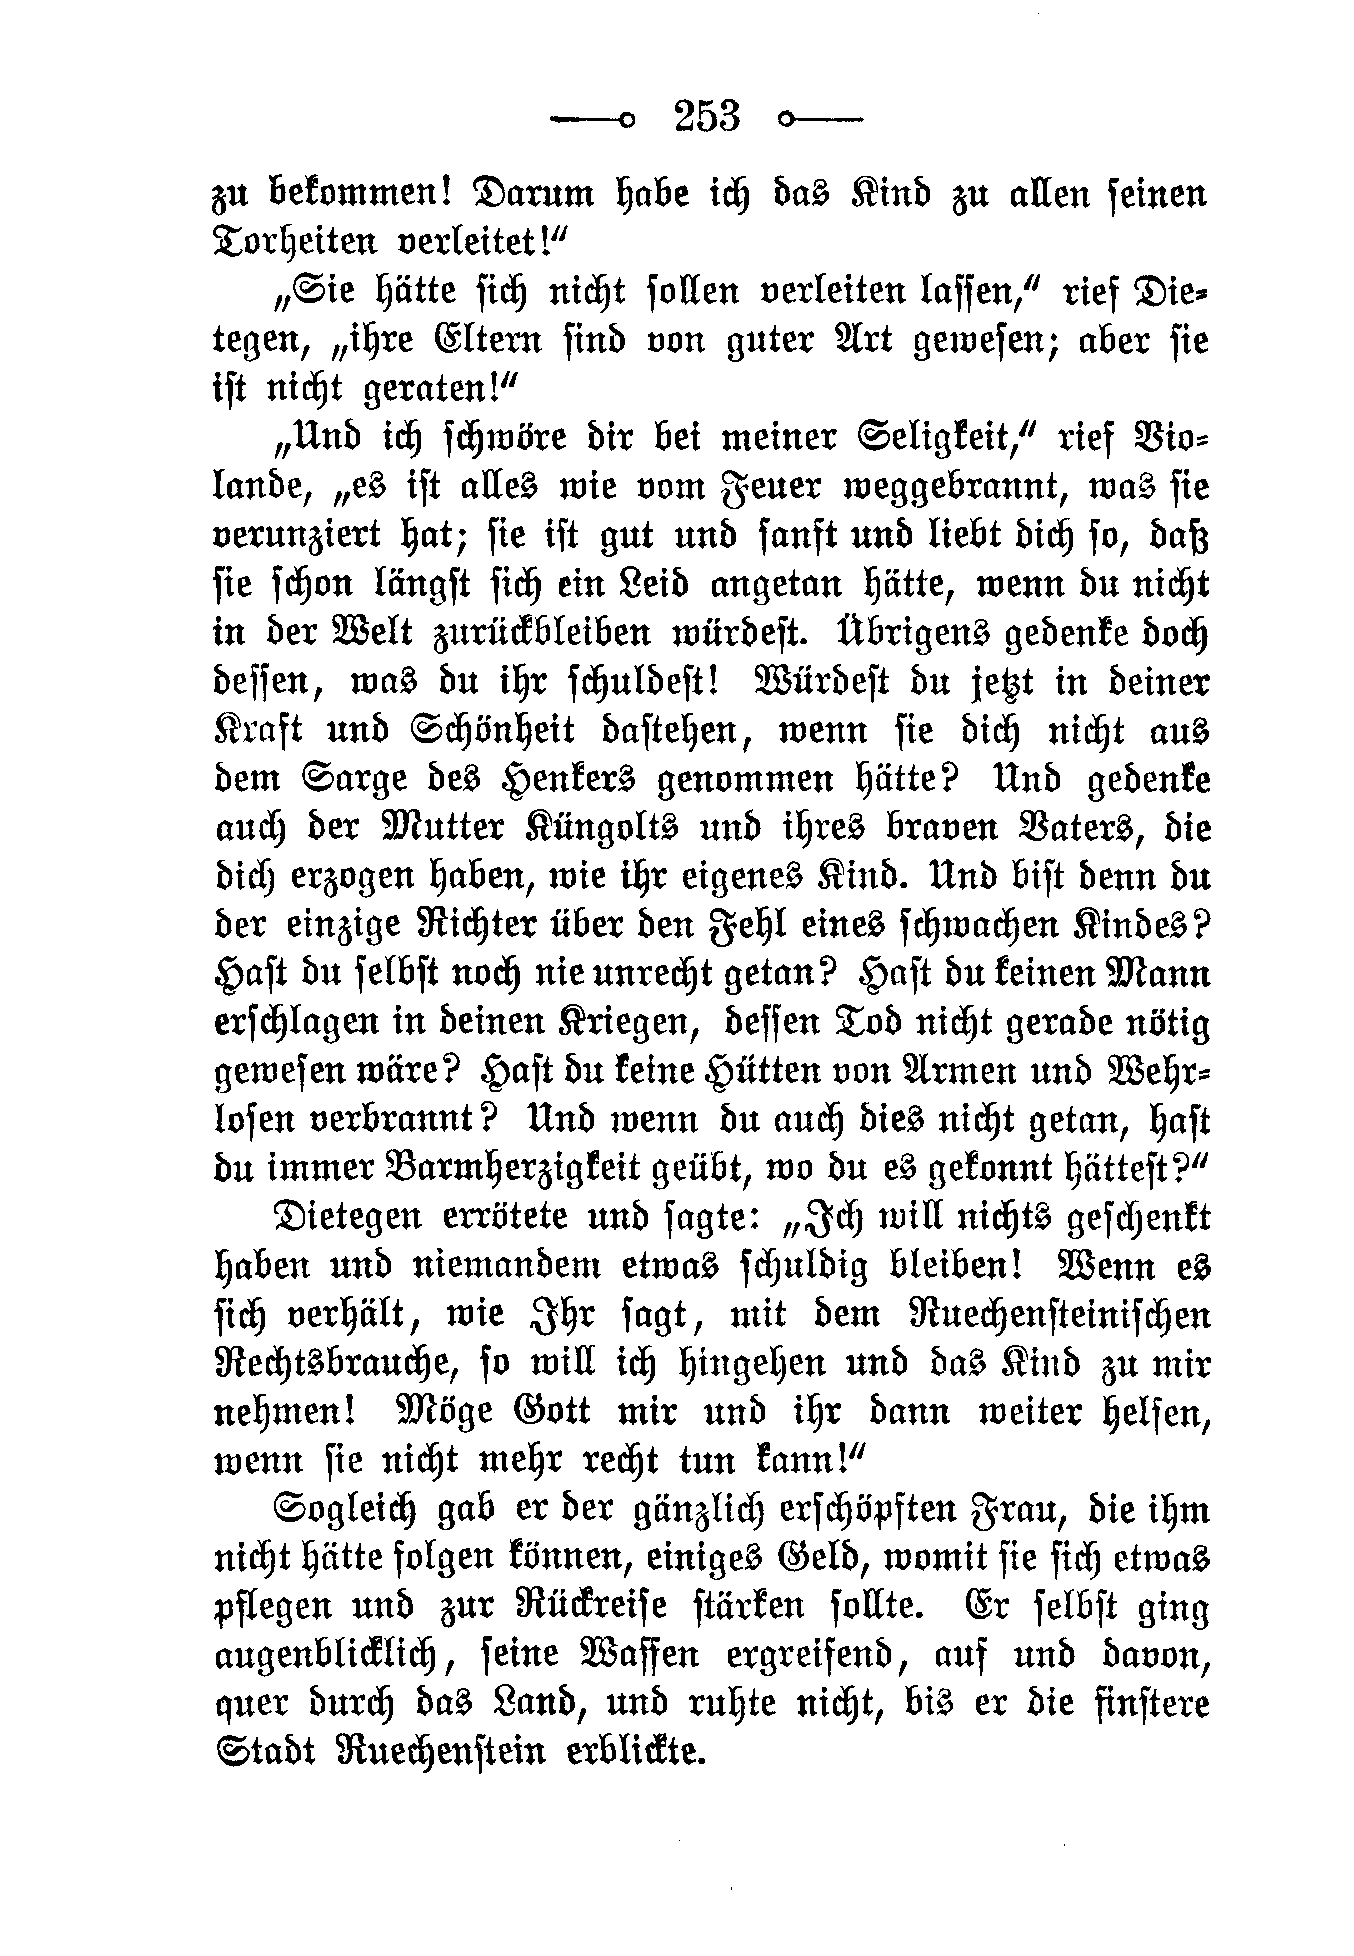 253
zu bekommen! Darum habe ich das Kind zu allen seinen
Torheiten verleitet!“
„Sie hätte sich nicht sollen verleiten lassen,“ rief Die-
tegen, „ihre Eltern sind von guter Art gewesen; aber sie
ist nicht geraten!“
„Und ich schwöre dir bei meiner Seligkeit,“ rief Vio-
lande, „es ist alles wie vom Feuer weggebrannt, was sie
verunziert hat; sie ist gut und sanft und liebt dich so, daß
sie schon längst sich ein Leid angetan hätte, wenn du nicht
in der Welt zurückbleiben würdest. Übrigens gedenke doch
dessen, was du ihr schuldest! Würdest du jetzt in deiner
Kraft und Schönheit dastehen, wenn sie dich nicht aus
dem Sarge des Henkers genommen hätte? Und gedenke
auch der Mutter Küngolts und ihres braven Vaters, die
dich erzogen haben, wie ihr eigenes Kind. Und bist denn du
der einzige Richter über den Fehl eines schwachen Kindes?
Hast du selbst noch nie unrecht getan? Hast du keinen Mann
erschlagen in deinen Kriegen, dessen Tod nicht gerade nötig
gewesen wäre? Hast du keine Hütten von Armen und Wehr-
losen verbrannt? Und wenn du auch dies nicht getan, hast
du immer Barmherzigkeit geübt, wo du es gekonnt hättest?“
Dietegen errötete und sagte: „Ich will nichts geschenkt
haben und niemandem etwas schuldig bleiben! Wenn es
sich verhält, wie Ihr sagt, mit dem Ruechensteinischen
Rechtsbrauche, so will ich hingehen und das Kind zu mir
nehmen! Möge Gott mir und ihr dann weiter helfen,
wenn sie nicht mehr recht tun kann!“
Sogleich gab er der gänzlich erschöpften Frau, die ihm
nicht hätte folgen können, einiges Geld, womit sie sich etwas
pflegen und zur Rückreise stärken sollte. Er selbst ging
augenblicklich, seine Waffen ergreifend, auf und davon,
quer durch das Land, und ruhte nicht, bis er die finstere
Stadt Ruechenstein erblickte.